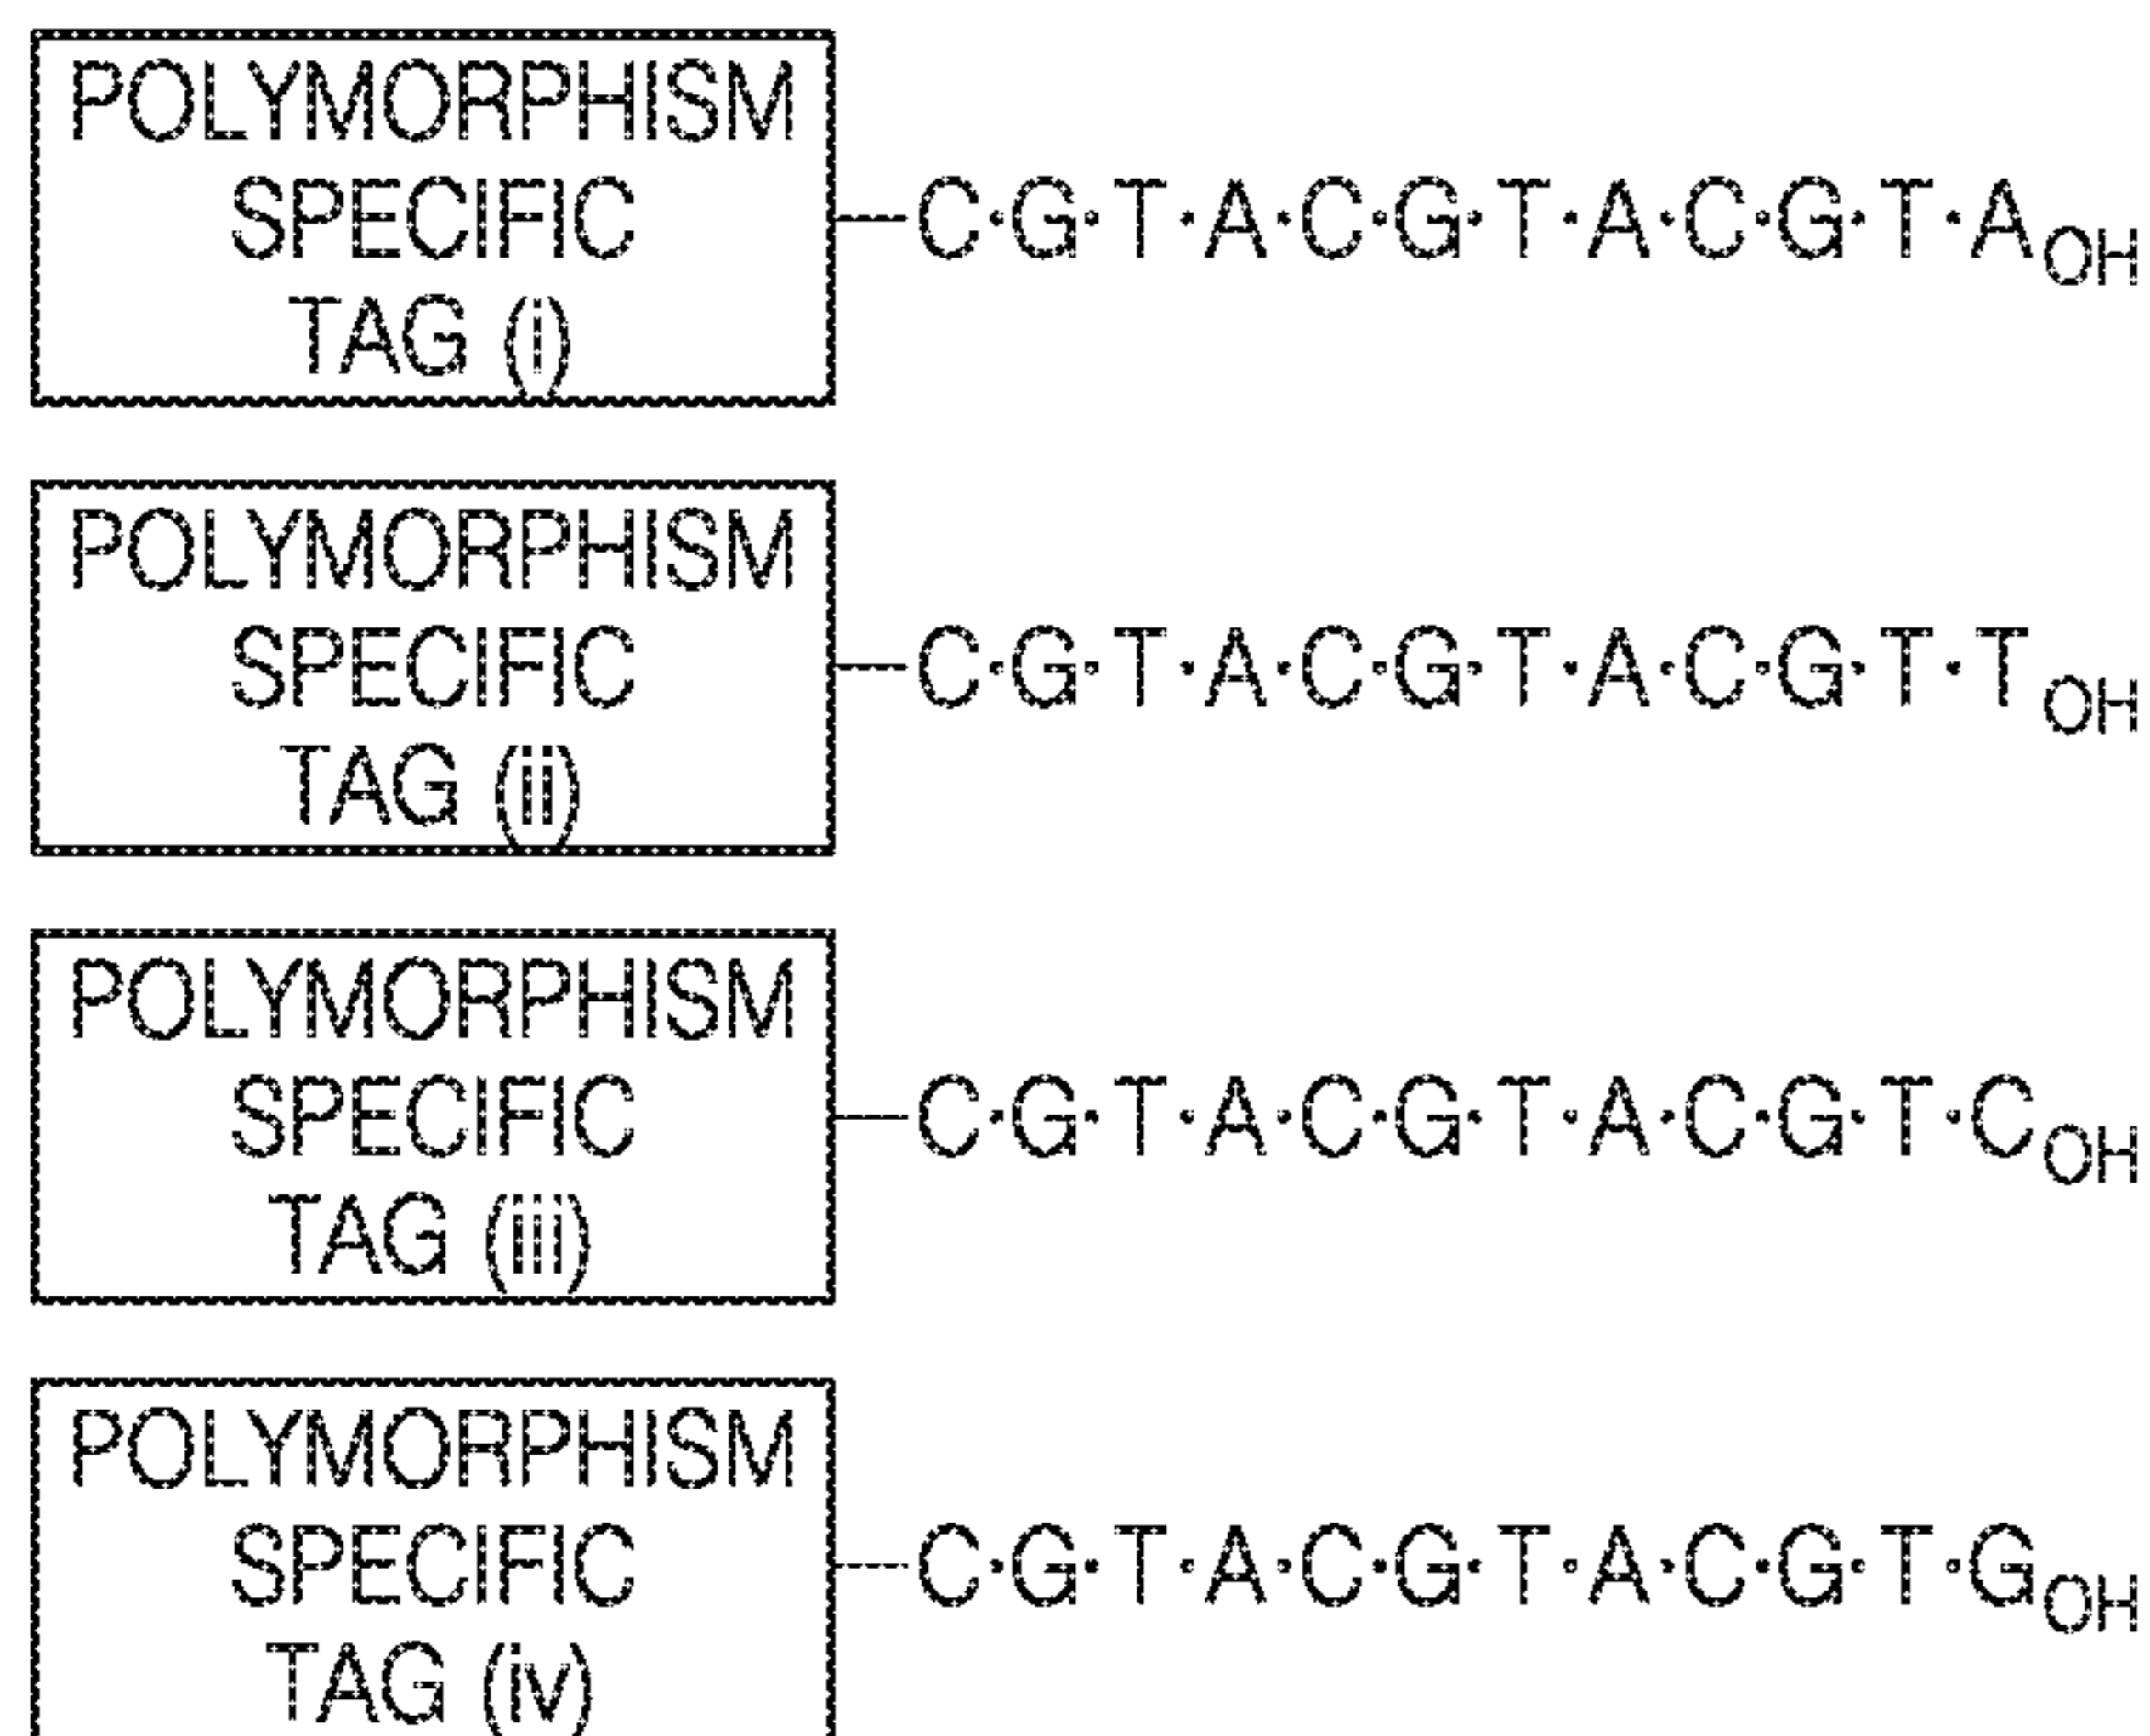 POLYMORPHISM
SPECIFIC
TAG (i)
C·G·T·A·C·G·T·A·C·G·T·A OH
POLYMORPHISM
SPECIFIC
TAG (ii)
C·G·T·A·C·G·T·A·C·G·T·T OH
POLYMORPHISM
SPECIFIC
TAG (iii)
C·G·T·A·C·G·T·A·C·G·T·C OH
POLYMORPHISM
SPECIFIC
TAG (iv)
C·G·T·A·C·G·T·A·C·G·T·G OH